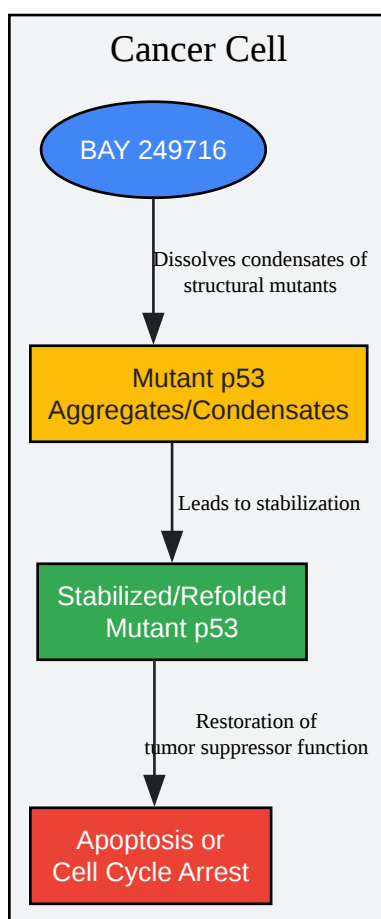 Cancer Cell
BAY 249716
Dissolves condensates of
structural mutants
Mutant p53
Aggregates/Condensates
Leads to stabilization
Stabilized/Refolded
Mutant p53
Restoration of
tumor suppressor function
Apoptosis or
Cell Cycle Arrest